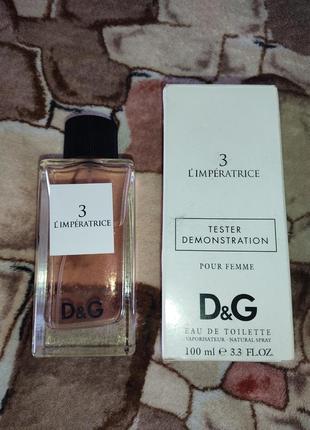 3
L'IMPÉRATRICE
D&G
3
L'IMPÉRATRICE
TESTER
DEMONSTRATION
POUR FEMME
D&G
EAU DE TOILETTE
VAPORISATEUR - NATURAL SPRAY
100 ml ℮ 3.3 FL.OZ.